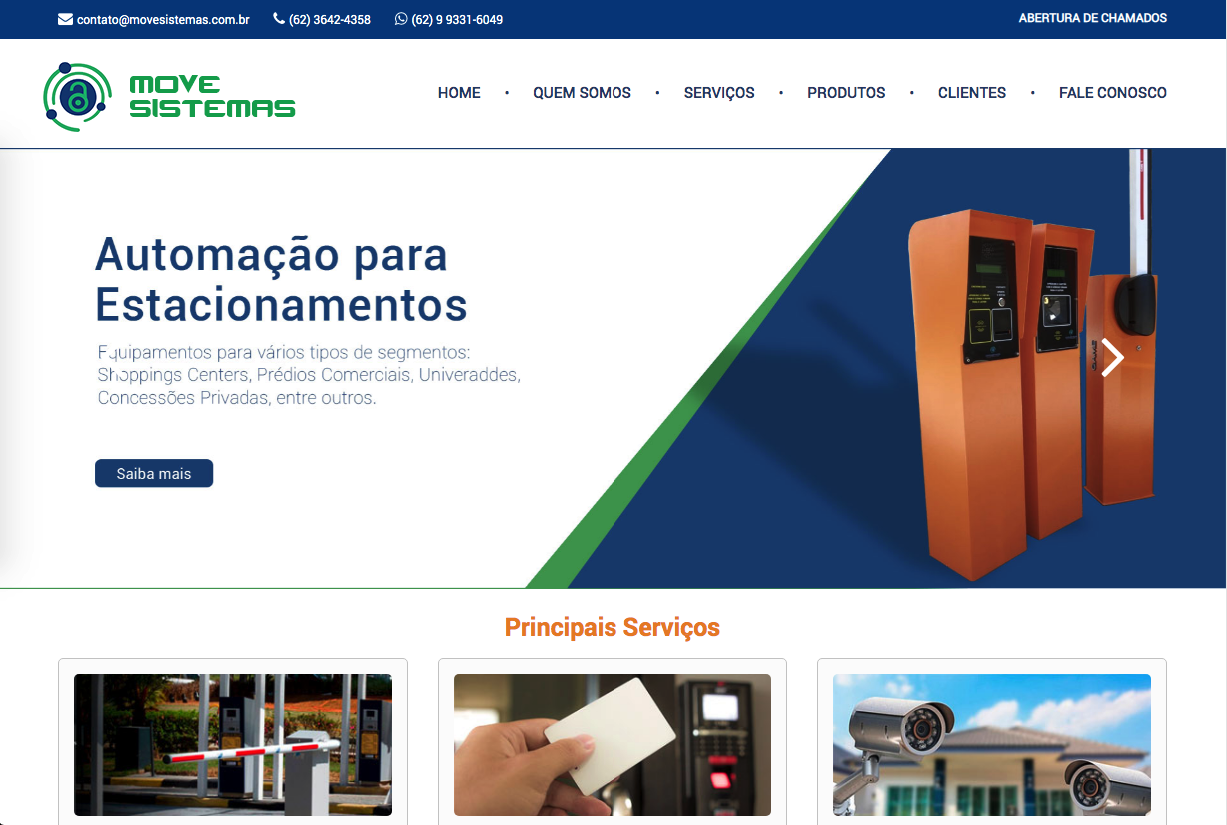 contato@movesistemas.com.br (62) 3642-4358 (62) 9 9331-6049 ABERTURA DE CHAMADOS
MOVE
SISTEMAS
HOME • QUEM SOMOS • SERVIÇOS • PRODUTOS • CLIENTES • FALE CONOSCO
Automação para
Estacionamentos
Equipamentos para vários tipos de segmentos:
Shoppings Centers, Prédios Comerciais, Univeraddes,
Concessões Privadas, entre outros.
Saiba mais
Principais Serviços